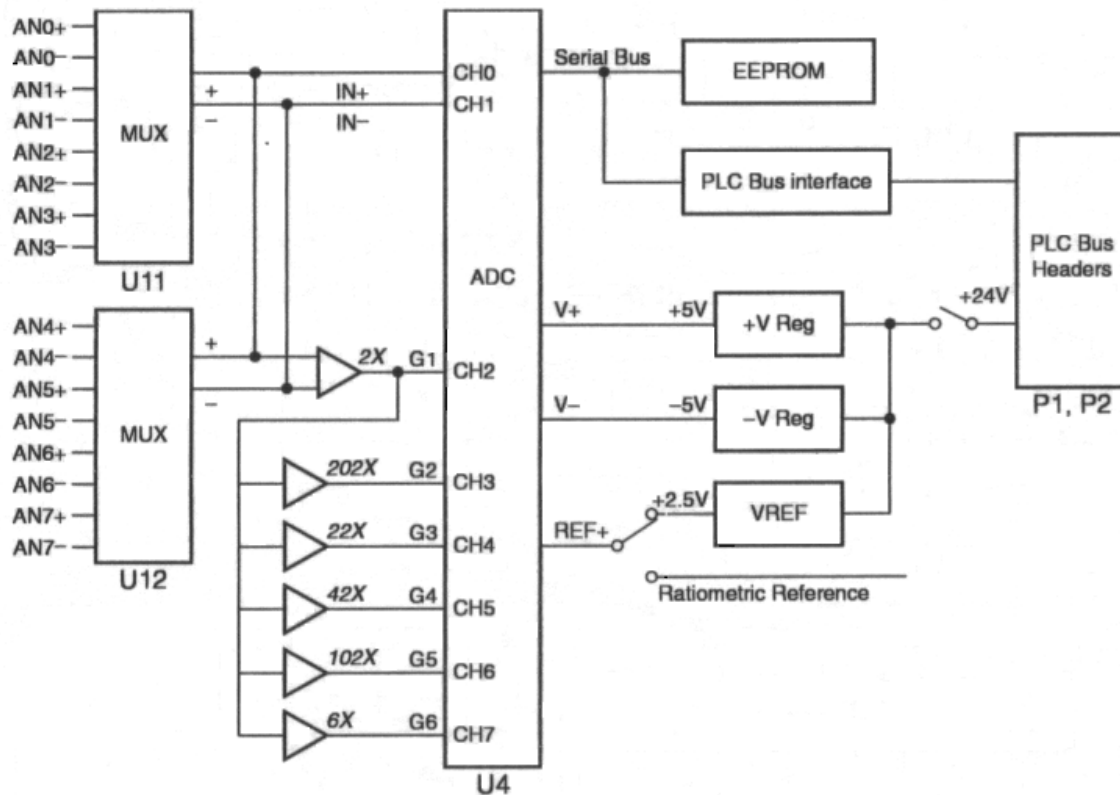 AN0+
AN0−
AN1+
AN1−
AN2+
AN2−
AN3+
AN3−
MUX
+
−
U11
AN4+
AN4−
AN5+
AN5−
AN6+
AN6−
AN7+
AN7−
MUX
+
−
U12
IN+
IN−
2X
G1
202X
G2
22X
G3
42X
G4
102X
G5
6X
G6
CH0
CH1
CH2
CH3
CH4
CH5
CH6
CH7
ADC
U4
Serial Bus
EEPROM
PLC Bus interface
PLC Bus
Headers
P1, P2
V+
+5V
+V Reg
+24V
V−
−5V
−V Reg
REF+
+2.5V
VREF
Ratiometric Reference